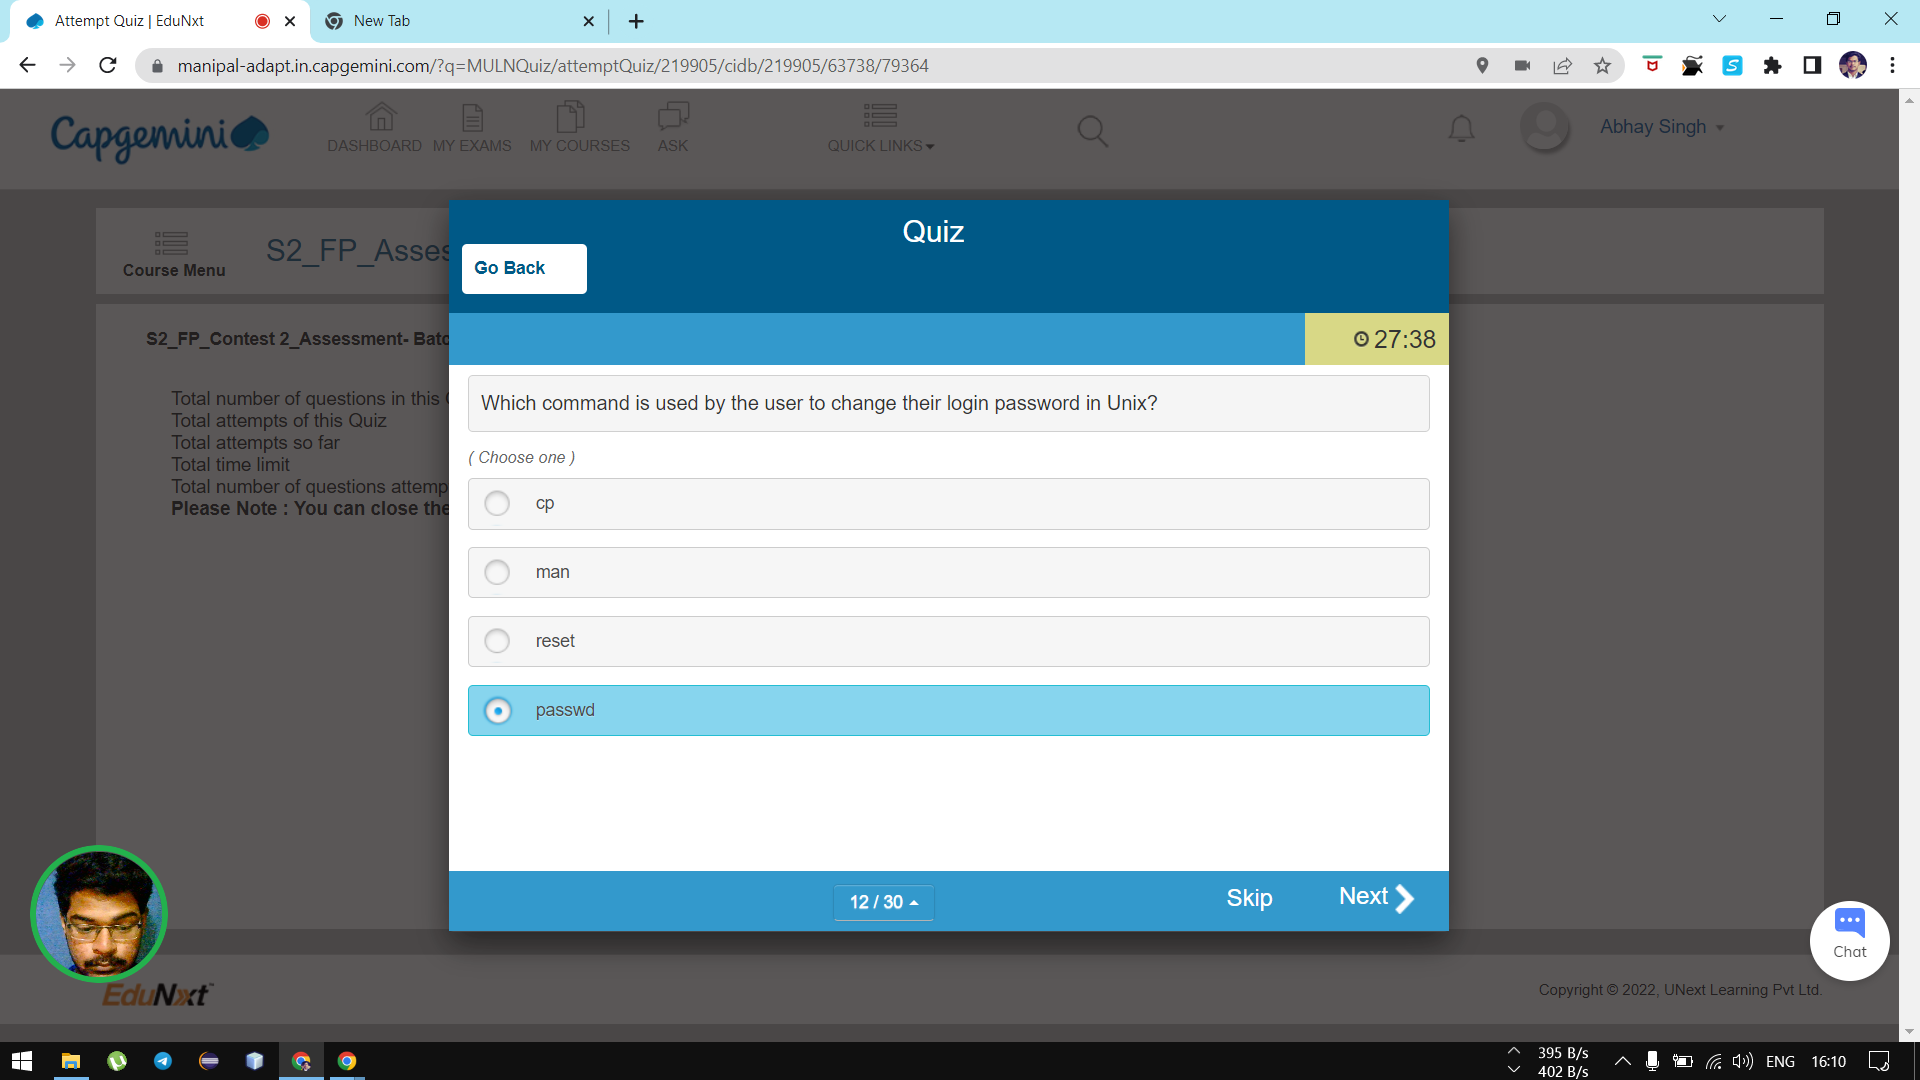 Attempt Quiz | EduNxt
New Tab
manipal-adapt.in.capgemini.com/?q=MULNQuiz/attemptQuiz/219905/cidb/219905/63738/79364
Capgemini
DASHBOARD
MY EXAMS
MY COURSES
ASK
QUICK LINKS
Abhay Singh
Course Menu
S2_FP_Asses
Quiz
Go Back
27:38
S2_FP_Contest 2_Assessment- Batc
Total number of questions in this
Total attempts of this Quiz
Total attempts so far
Total time limit
Total number of questions attemp
Please Note : You can close the
Which command is used by the user to change their login password in Unix?
( Choose one )
cp
man
reset
passwd
12 / 30
Skip
Next
Chat
EduNxt™
Copyright © 2022, UNext Learning Pvt Ltd.
395 B/s
402 B/s
ENG
16:10